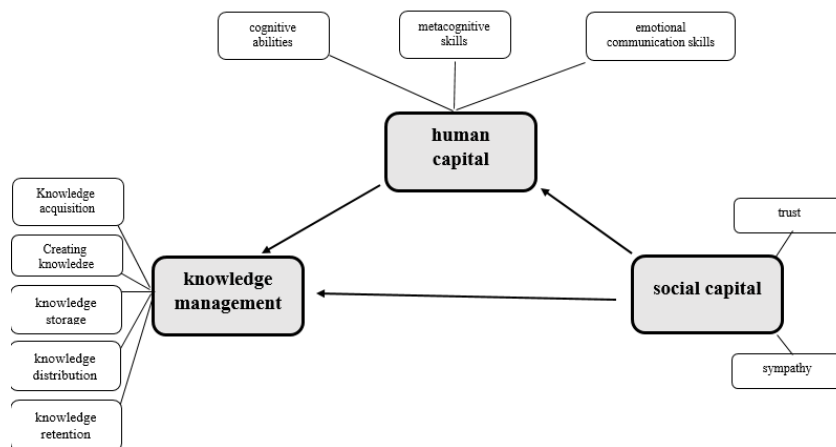 cognitive
abilities
metacognitive
skills
emotional
communication skills
human
capital
Knowledge
acquisition
Creating
knowledge
knowledge
storage
knowledge
distribution
knowledge
retention
knowledge
management
social capital
trust
sympathy